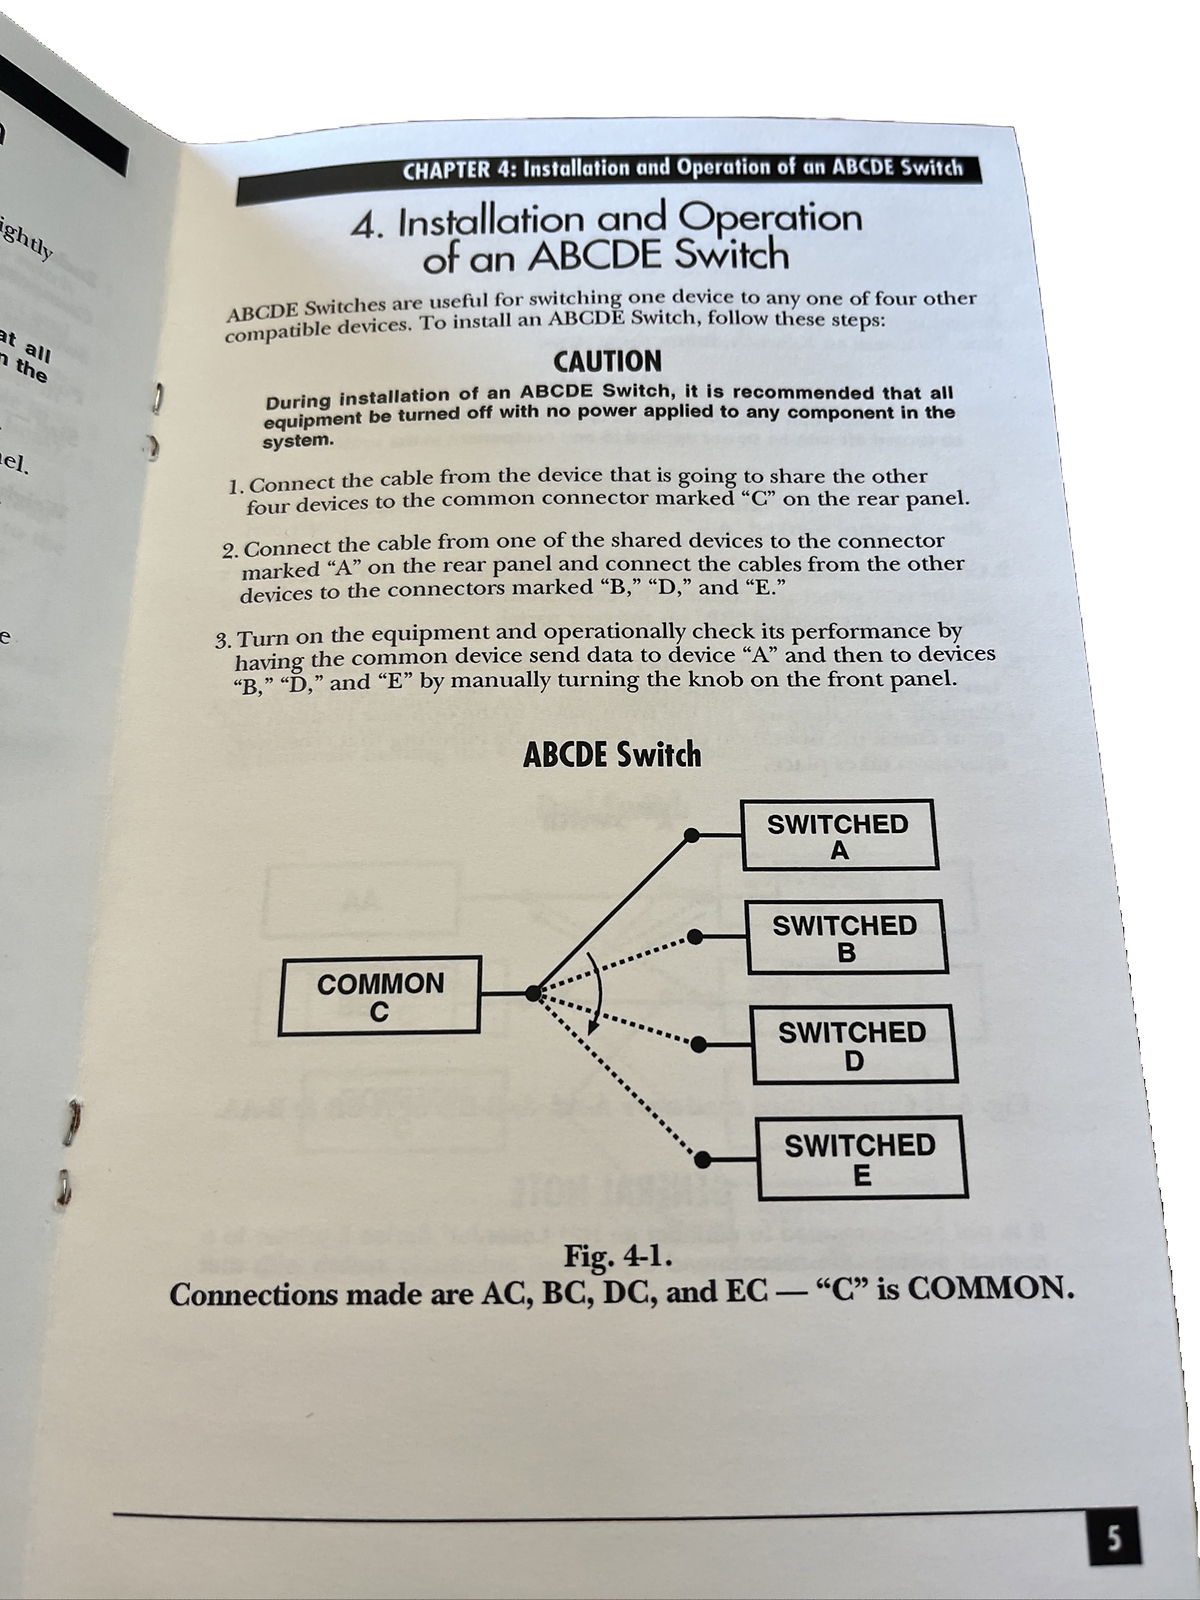 ightly
at all
n the
nel.
e
CHAPTER 4: Installation and Operation of an ABCDE Switch
4. Installation and Operation
of an ABCDE Switch
ABCDE Switches are useful for switching one device to any one of four other
compatible devices. To install an ABCDE Switch, follow these steps:
CAUTION
During installation of an ABCDE Switch, it is recommended that all
equipment be turned off with no power applied to any component in the
system.
1. Connect the cable from the device that is going to share the other
four devices to the common connector marked “C” on the rear panel.
2. Connect the cable from one of the shared devices to the connector
marked “A” on the rear panel and connect the cables from the other
devices to the connectors marked “B,” “D,” and “E.”
3. Turn on the equipment and operationally check its performance by
having the common device send data to device “A” and then to devices
“B,” “D,” and “E” by manually turning the knob on the front panel.
ABCDE Switch
SWITCHED
A
SWITCHED
B
COMMON
C
SWITCHED
D
SWITCHED
E
Fig. 4-1.
Connections made are AC, BC, DC, and EC — “C” is COMMON.
5